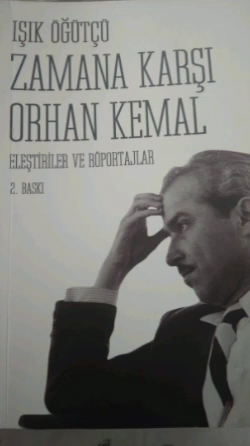 IŞIK ÖĞÜTÇÜ
ZAMANA KARŞI
ORHAN KEMAL
ELEŞTİRİLER VE RÖPORTAJLAR
2. BASKI